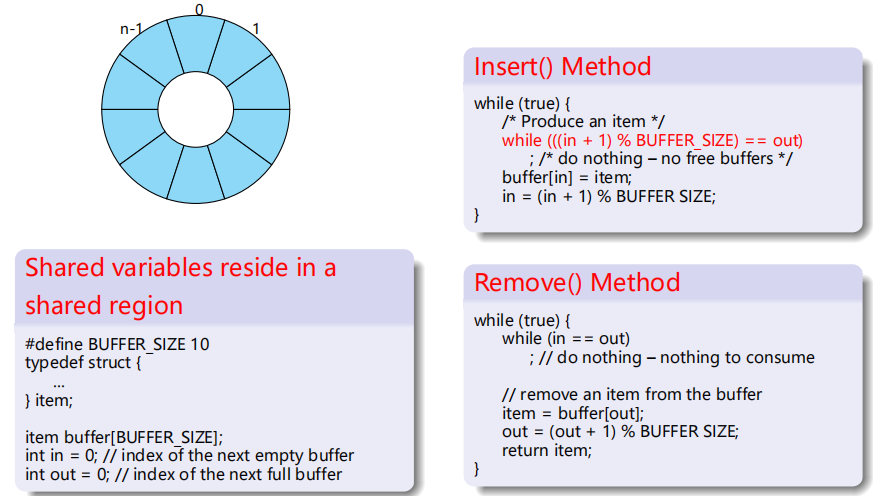 0
n-1
1
Insert() Method
while (true) {
/* Produce an item */
while (((in + 1) % BUFFER_SIZE) == out)
; /* do nothing – no free buffers */
buffer[in] = item;
in = (in + 1) % BUFFER SIZE;
}
Shared variables reside in a
shared region
#define BUFFER_SIZE 10
typedef struct {
...
} item;
item buffer[BUFFER_SIZE];
int in = 0; // index of the next empty buffer
int out = 0; // index of the next full buffer
Remove() Method
while (true) {
while (in == out)
; // do nothing – nothing to consume
// remove an item from the buffer
item = buffer[out];
out = (out + 1) % BUFFER SIZE;
return item;
}